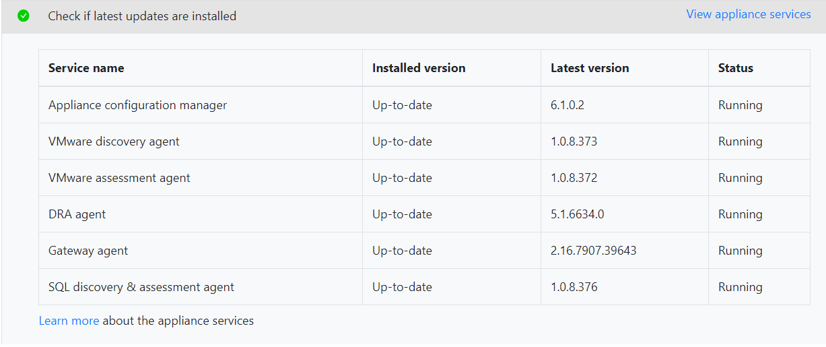 Check if latest updates are installed View appliance services
Service name Installed version Latest version Status
Appliance configuration manager Up-to-date 6.1.0.2 Running
VMware discovery agent Up-to-date 1.0.8.373 Running
VMware assessment agent Up-to-date 1.0.8.372 Running
DRA agent Up-to-date 5.1.6634.0 Running
Gateway agent Up-to-date 2.16.7907.39643 Running
SQL discovery & assessment agent Up-to-date 1.0.8.376 Running
Learn more about the appliance services